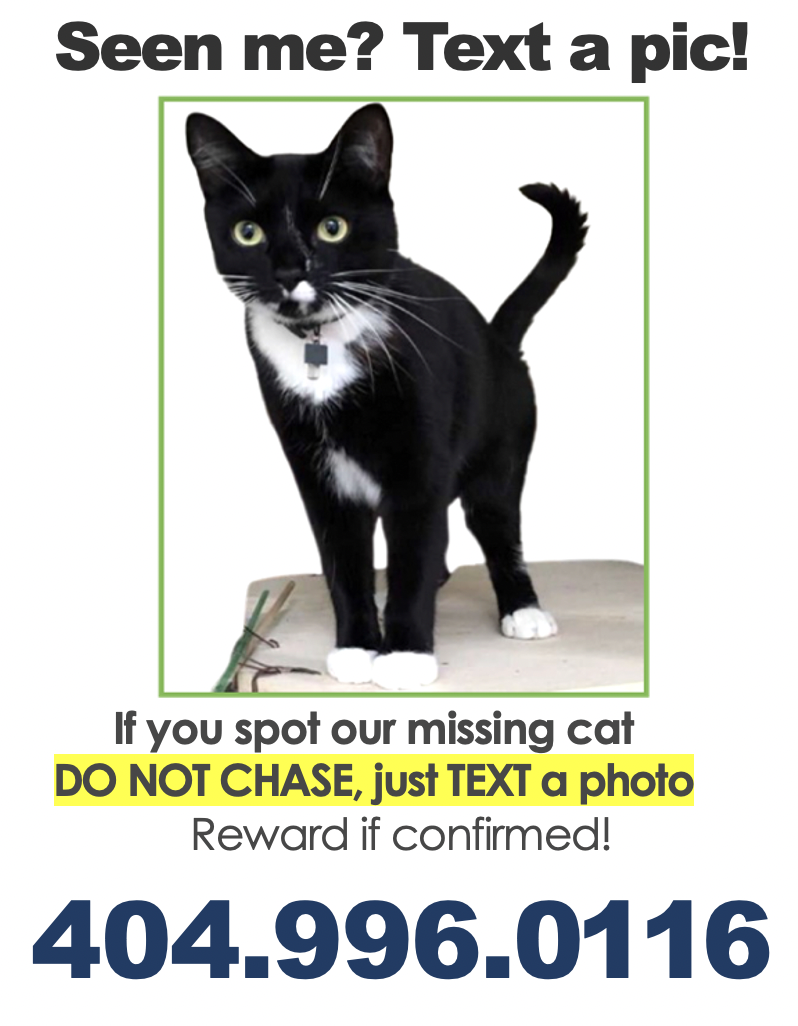 Seen me? Text a pic!
If you spot our missing cat
DO NOT CHASE, just TEXT a photo
Reward if confirmed!
404.996.0116